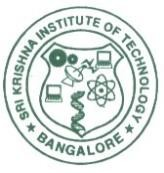 SRI KRISHNA INSTITUTE OF TECHNOLOGY
★ BANGALORE ★